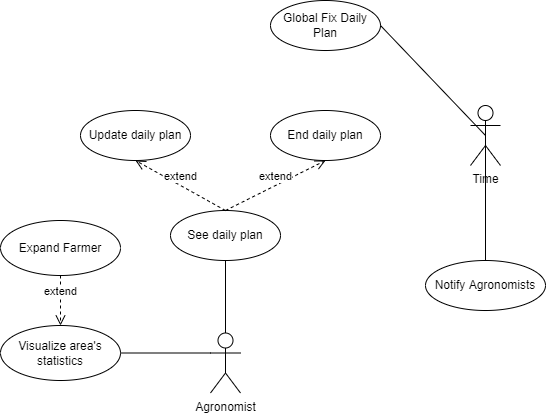 Global Fix Daily
Plan
Update daily plan
End daily plan
extend
extend
Time
See daily plan
Expand Farmer
extend
Notify Agronomists
Visualize area's
statistics
Agronomist